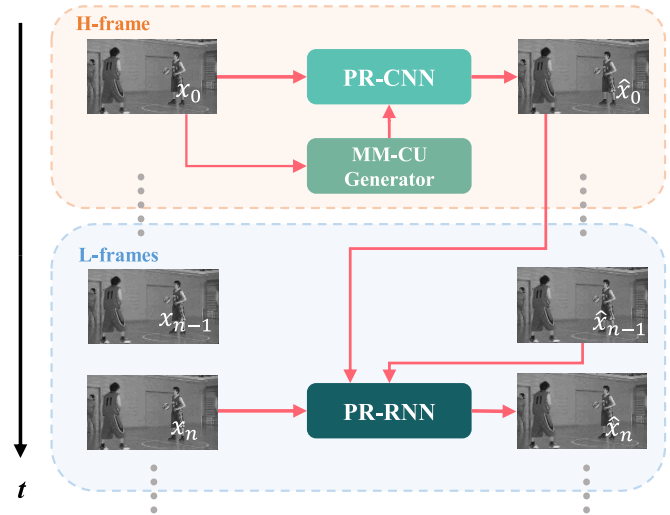 H-frame
x₀
PR-CNN
x̂₀
MM-CU
Generator
L-frames
xₙ₋₁
x̂ₙ₋₁
xₙ
PR-RNN
x̂ₙ
t